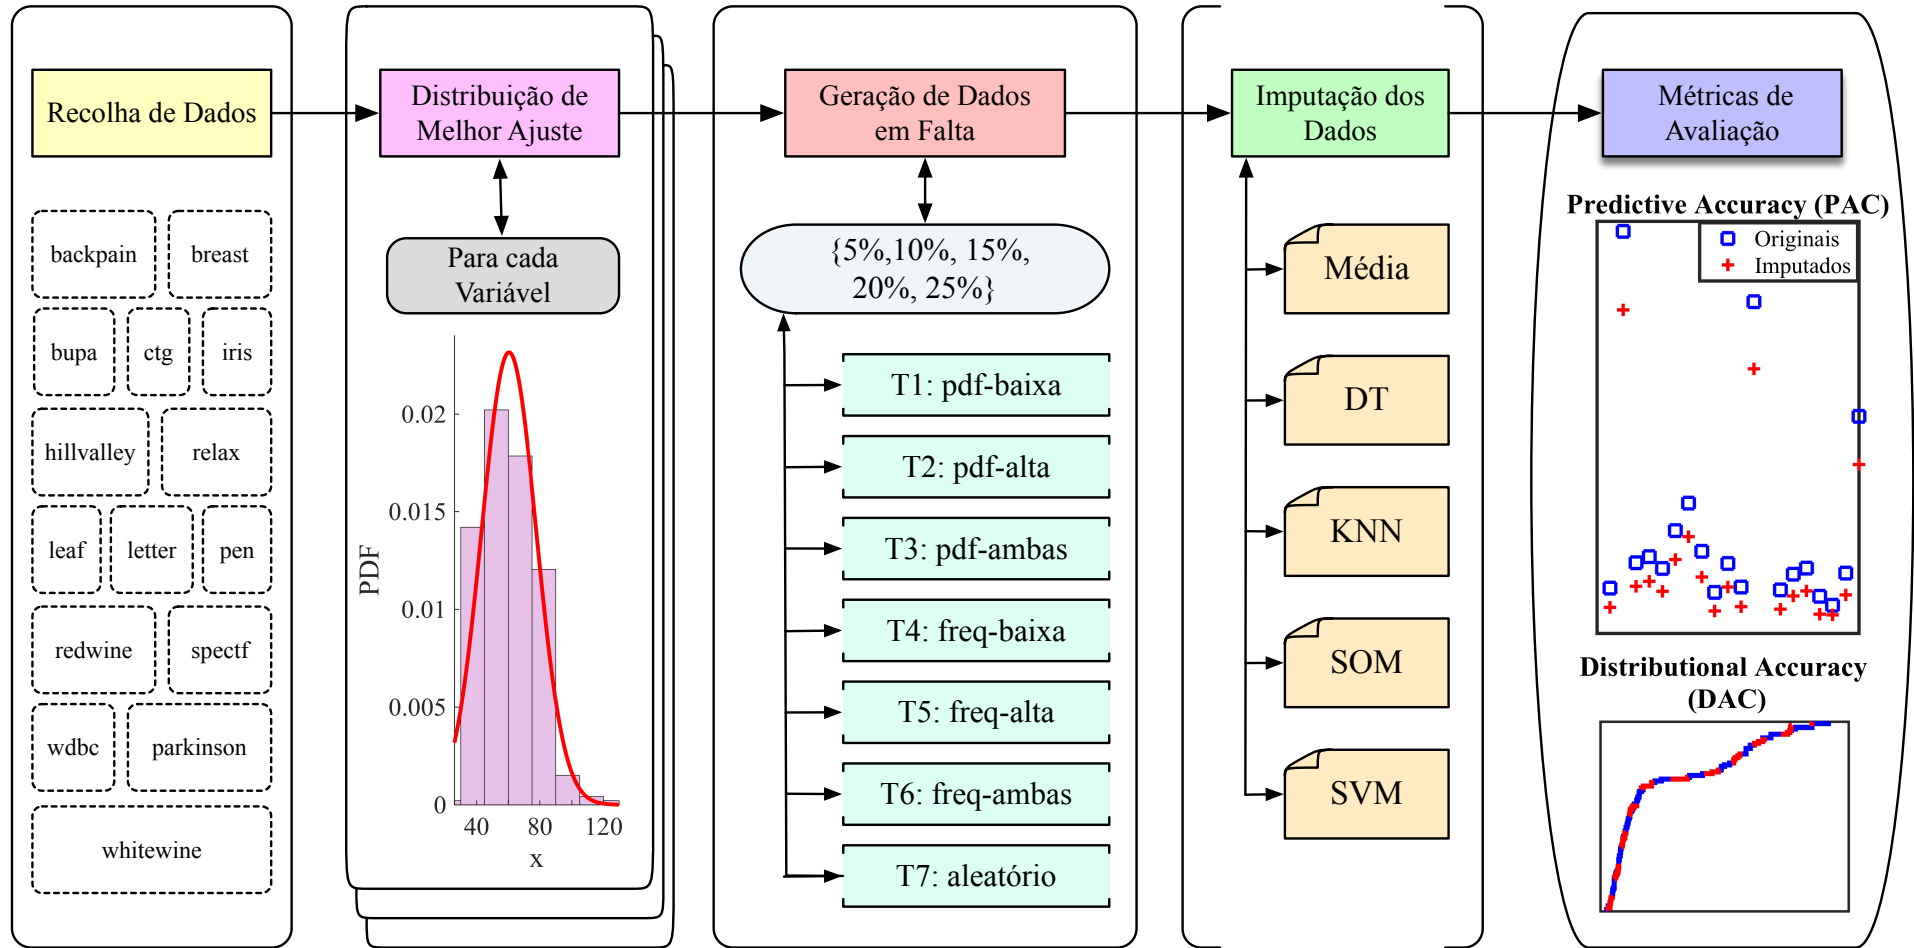 Recolha de Dados
backpain
breast
bupa
ctg
iris
hillvalley
relax
leaf
letter
pen
redwine
spectf
wdbc
parkinson
whitewine
Distribuição de
Melhor Ajuste
Para cada
Variável
0.02
0.015
0.01
0.005
0
PDF
40
80
120
x
Geração de Dados
em Falta
{5%,10%, 15%,
20%, 25%}
T1: pdf-baixa
T2: pdf-alta
T3: pdf-ambas
T4: freq-baixa
T5: freq-alta
T6: freq-ambas
T7: aleatório
Imputação dos
Dados
Média
DT
KNN
SOM
SVM
Métricas de
Avaliação
Predictive Accuracy (PAC)
Originais
Imputados
Distributional Accuracy
(DAC)